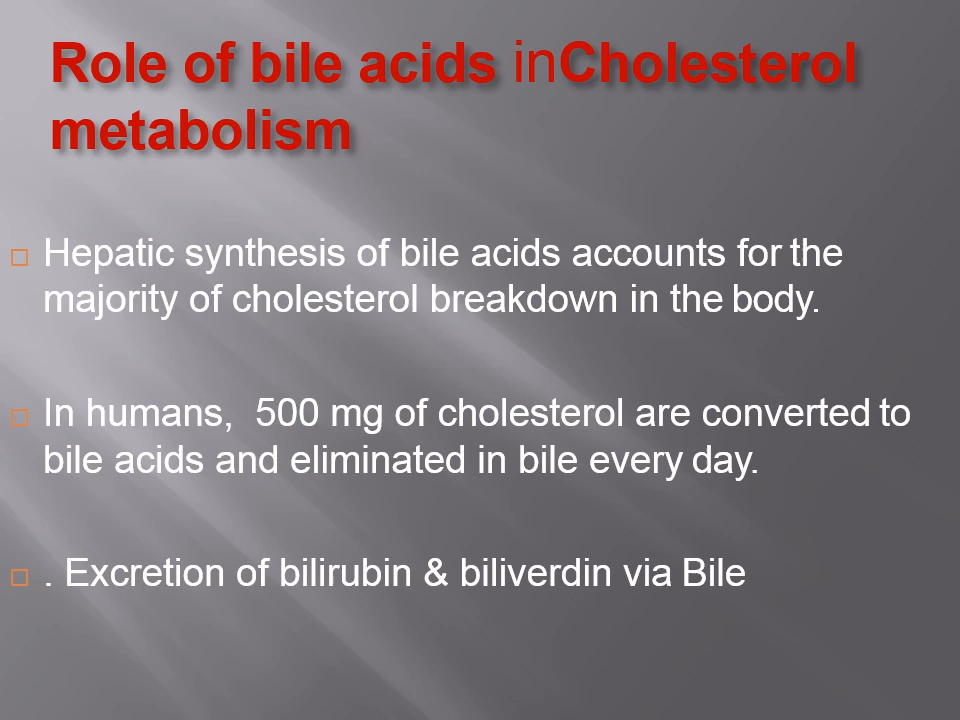 Role of bile acids inCholesterol
metabolism
Hepatic synthesis of bile acids accounts for the
majority of cholesterol breakdown in the body.
In humans,  500 mg of cholesterol are converted to
bile acids and eliminated in bile every day.
. Excretion of bilirubin & biliverdin via Bile